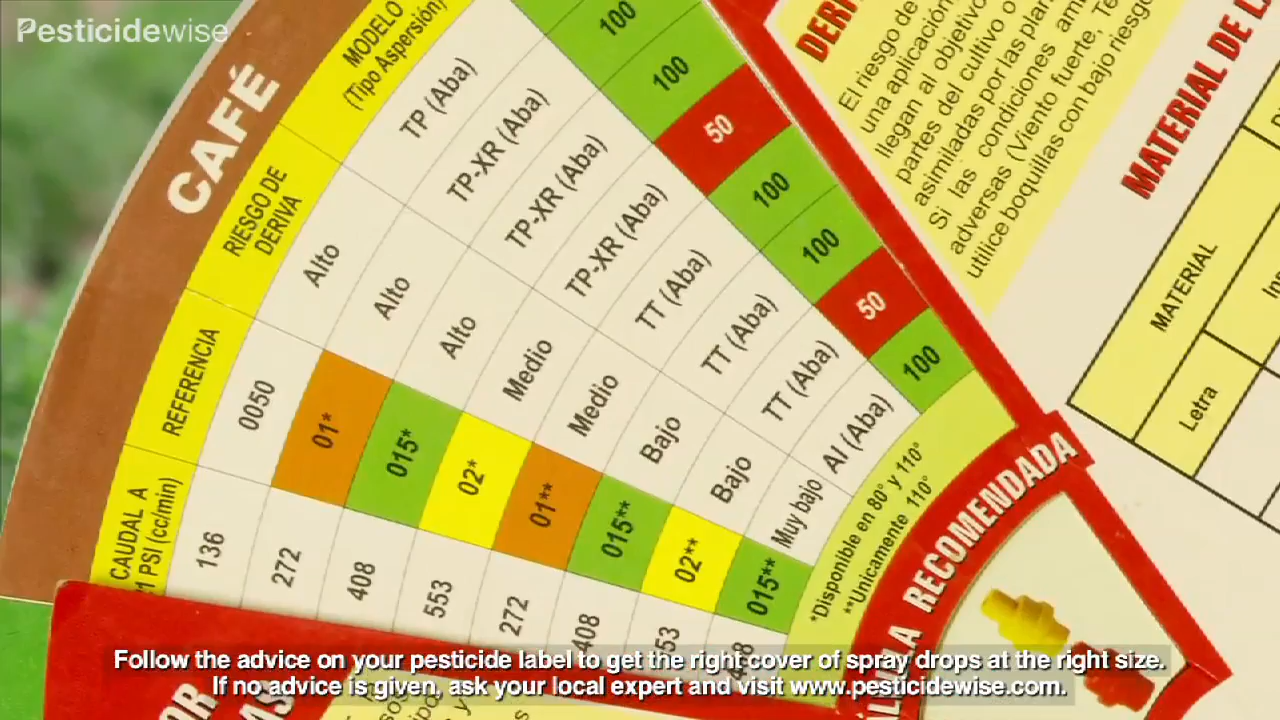 Pesticidewise
CAFÉ
MODELO
(Tipo Aspersión)
TP (Aba)
TP-XR (Aba)
TP-XR (Aba)
TP-XR (Aba)
TT (Aba)
TT (Aba)
TT (Aba)
AI (Aba)
100
100
50
100
100
50
100
RIESGO DE
DERIVA
Alto
Alto
Alto
Medio
Medio
Bajo
Bajo
Muy bajo
REFERENCIA
0050
01*
015*
02*
01**
015**
02**
015**
CAUDAL A
PSI (cc/min)
136
272
408
553
272
408
53
*Disponible en 80° y 110°
**Unicamente 110°
LA RECOMENDADA
El riesgo de
una aplicación
llegan al objetivo
partes del cultivo o
asimiladas por las plan
Si las condiciones am
adversas (Viento fuerte, Te
utilice boquillas con bajo riesgo
MATERIAL DE L
MATERIAL
Letra
Follow the advice on your pesticide label to get the right cover of spray drops at the right size.
If no advice is given, ask your local expert and visit www.pesticidewise.com.